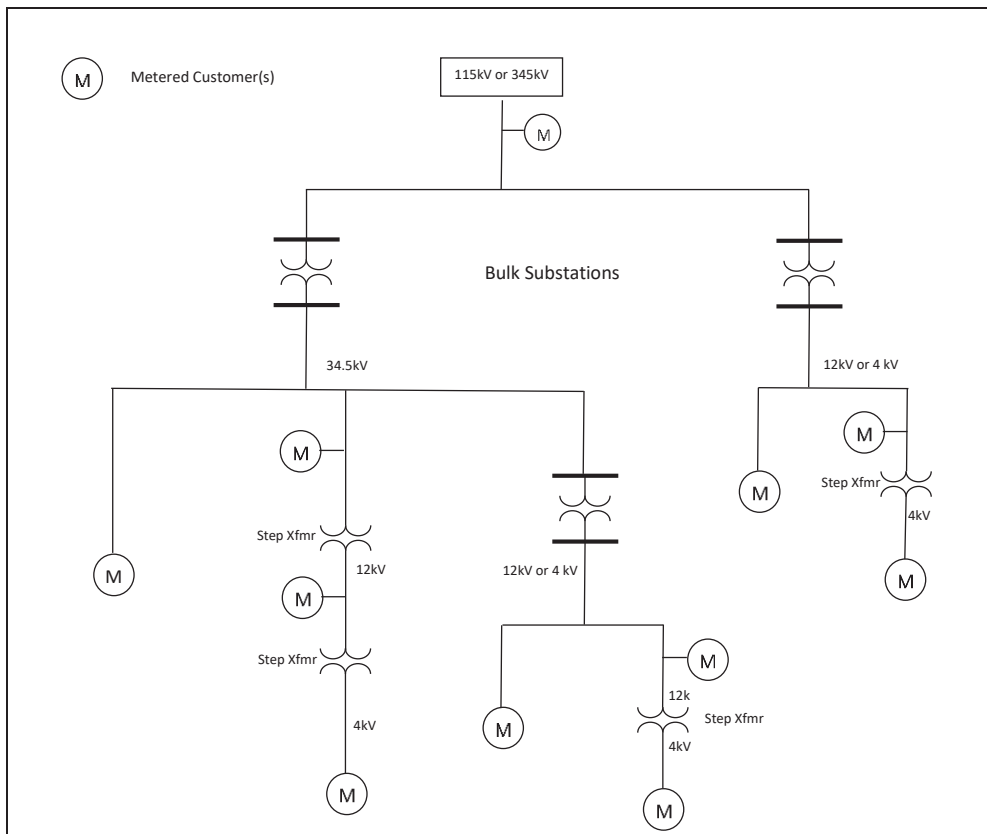 M
Metered Customer(s)
115kV or 345kV
M
Bulk Substations
34.5kV
12kV or 4 kV
M
M
M
Step Xfmr
4kV
Step Xfmr
12kV
M
M
12kV or 4 kV
M
M
Step Xfmr
M
12k
Step Xfmr
4kV
M
4kV
M
M